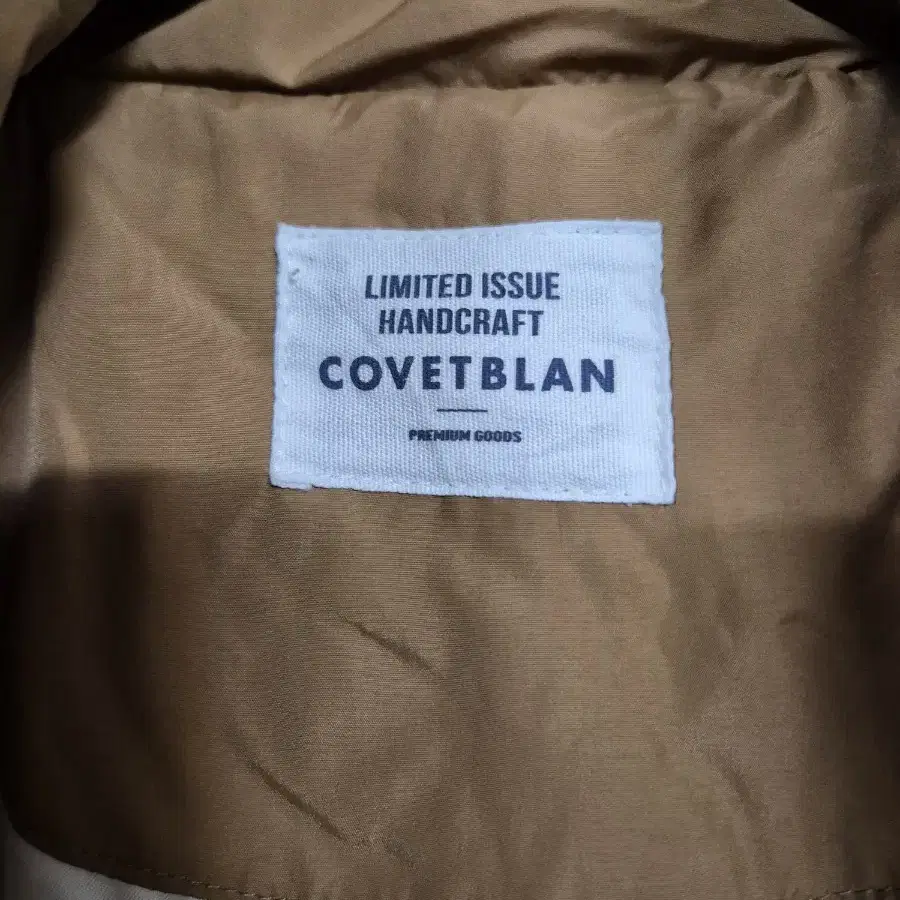 LIMITED ISSUE
HANDCRAFT
COVETBLAN
PREMIUM GOODS